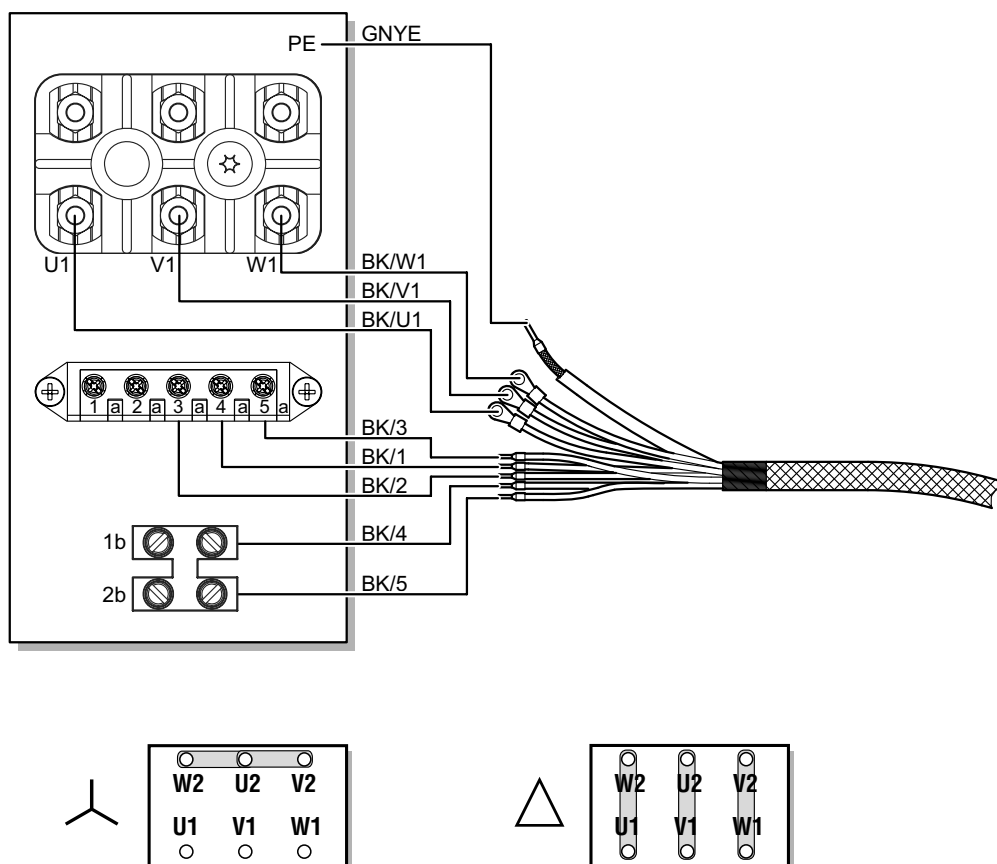 PE GNYE
U1 V1 W1
BK/W1
BK/V1
BK/U1
1 a 2 a 3 a 4 a 5 a
BK/3
BK/1
BK/2
1b BK/4
2b BK/5
W2 U2 V2
U1 V1 W1
W2 U2 V2
U1 V1 W1